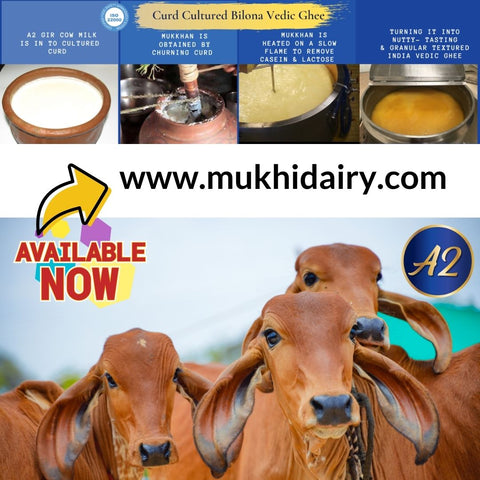 Curd Cultured Bilona Vedic Ghee
ISO
22000
A2 GIR COW MILK
IS IN TO CULTURED
CURD
MUKKHAN IS
OBTAINED BY
CHURNING CURD
MUKKHAN IS
HEATED ON A SLOW
FLAME TO REMOVE
CASEIN & LACTOSE
TURNING IT INTO
NUTTY- TASTING
& GRANULAR TEXTURED
INDIA VEDIC GHEE
www.mukhidairy.com
AVAILABLE
NOW
A2